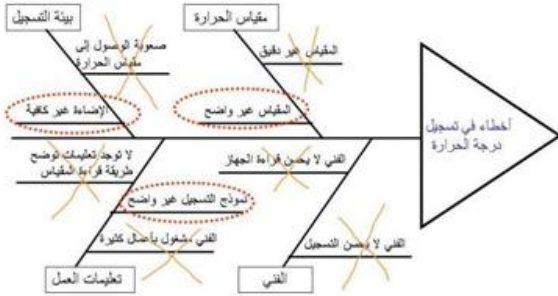 بيئة التسجيل
مقياس الحرارة
صعوبة الوصول إلى
مقياس الحرارة
المقياس غير دقيق
الإضاءة غير كافية
المقياس غير واضح
أخطاء في تسجيل
درجة الحرارة
لا توجد تعليمات توضح
طريقة قراءة المقياس
الفني لا يحسن قراءة الجهاز
نموذج التسجيل غير واضح
الفني مشغول بأعمال كثيرة
الفني لا يحسن التسجيل
تعليمات العمل
الفني